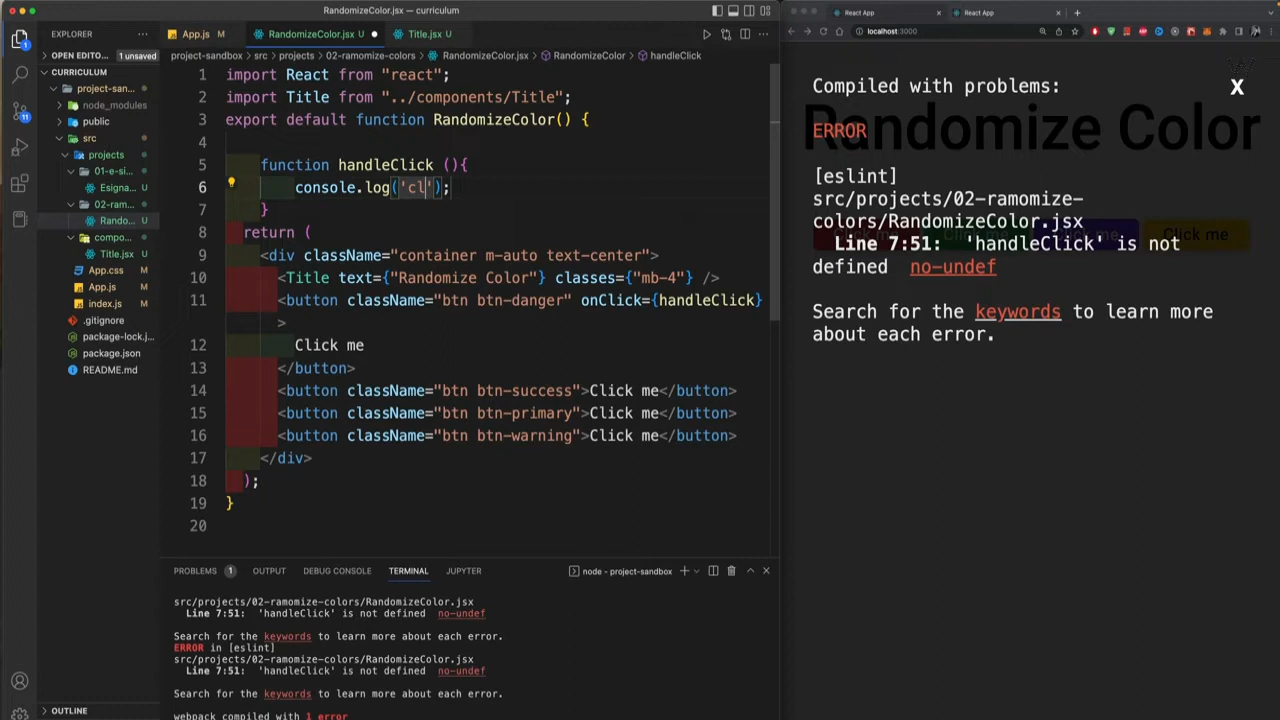 RandomizeColor.jsx — curriculum
EXPLORER
OPEN EDITO... 1 unsaved
CURRICULUM
project-san...
node_modules
public
src
projects
01-e-si...
Esigna... U
02-ram...
Rando... U
compo...
Title.jsx U
App.css M
App.js M
index.js M
.gitignore
package-lock.j...
package.json
README.md
OUTLINE
App.js M
RandomizeColor.jsx U
Title.jsx U
project-sandbox > src > projects > 02-ramomize-colors > RandomizeColor.jsx > RandomizeColor > handleClick
1 import React from "react";
2 import Title from "../components/Title";
3 export default function RandomizeColor() {
4
5 function handleClick (){
6 console.log('cl');
7 }
8 return (
9 <div className="container m-auto text-center">
10 <Title text={"Randomize Color"} classes={"mb-4"} />
11 <button className="btn btn-danger" onClick={handleClick}
>
12 Click me
13 </button>
14 <button className="btn btn-success">Click me</button>
15 <button className="btn btn-primary">Click me</button>
16 <button className="btn btn-warning">Click me</button>
17 </div>
18 );
19 }
20
PROBLEMS 1 OUTPUT DEBUG CONSOLE TERMINAL JUPYTER
node - project-sandbox
src/projects/02-ramomize-colors/RandomizeColor.jsx
Line 7:51: 'handleClick' is not defined no-undef
Search for the keywords to learn more about each error.
ERROR in [eslint]
src/projects/02-ramomize-colors/RandomizeColor.jsx
Line 7:51: 'handleClick' is not defined no-undef
Search for the keywords to learn more about each error.
webpack compiled with 1 error
React App
React App
localhost:3000
Compiled with problems:
X
Randomize Color
ERROR
[eslint]
src/projects/02-ramomize-
colors/RandomizeColor.jsx
Click me Click me Click me Click me
Line 7:51: 'handleClick' is not
defined no-undef
Search for the keywords to learn more
about each error.